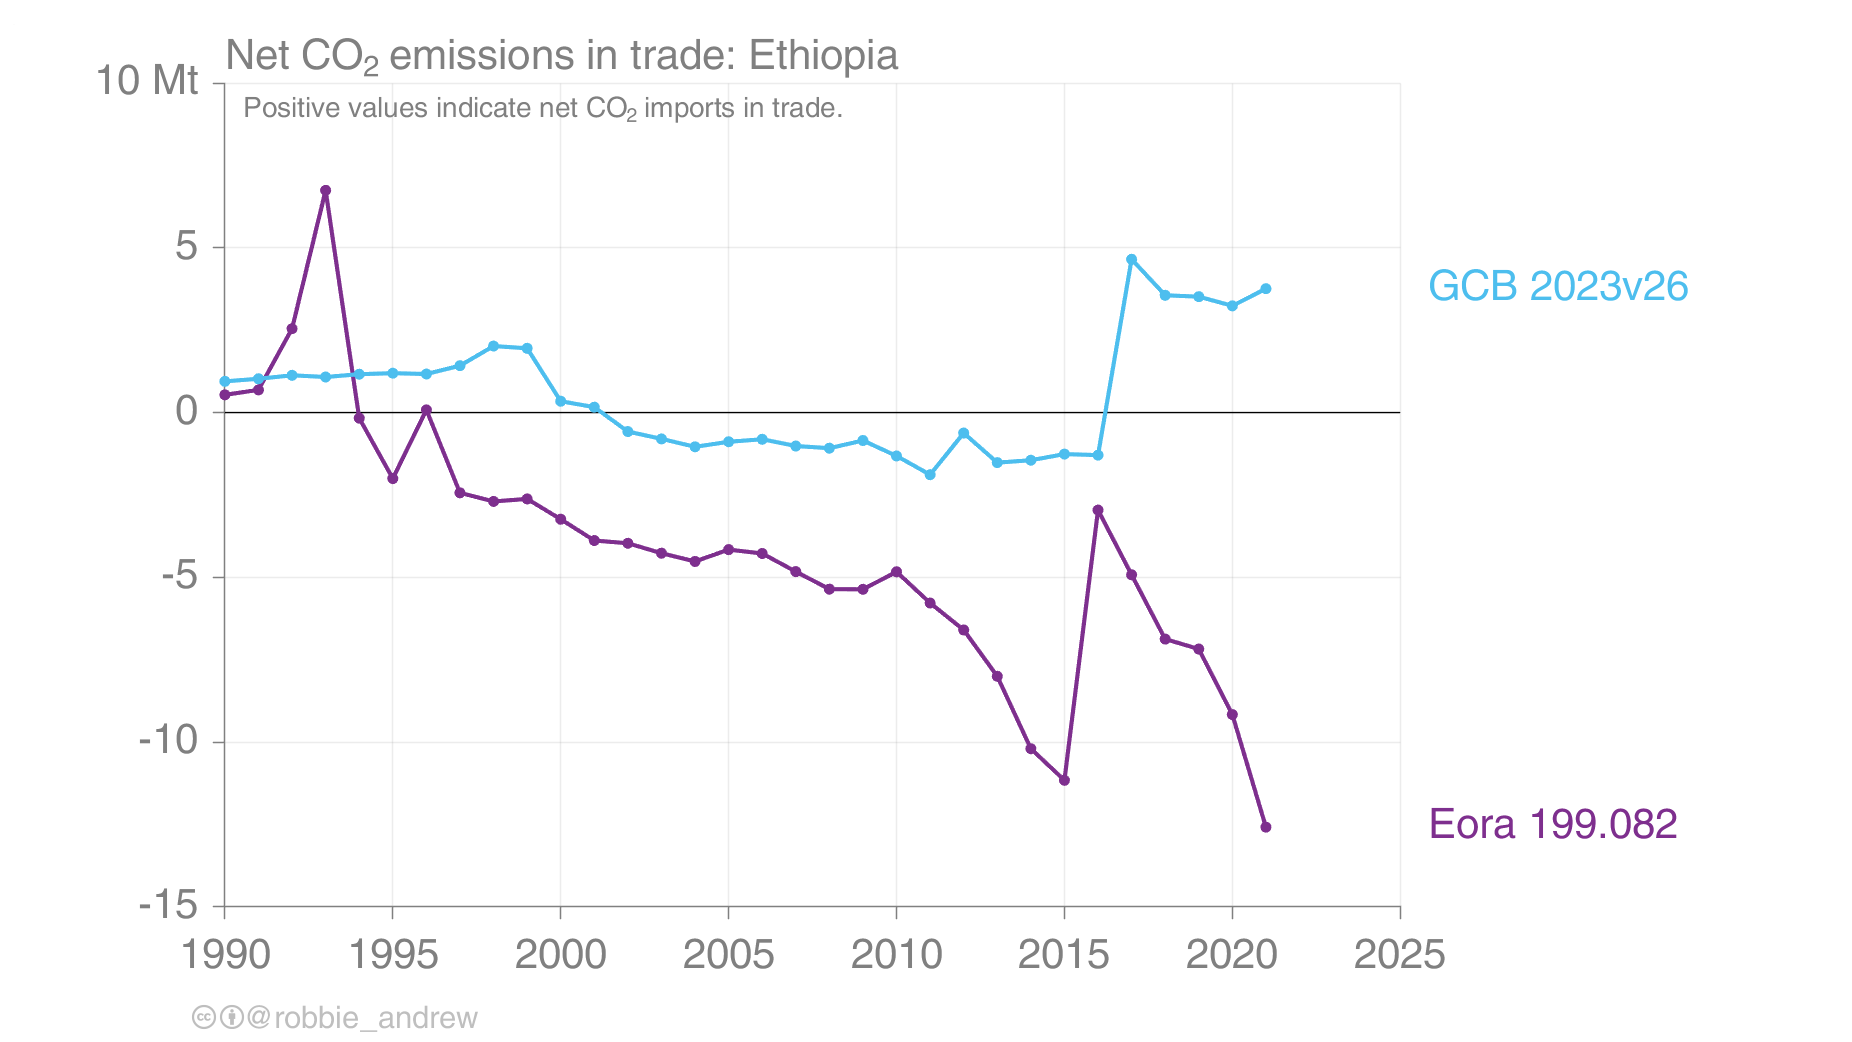 Net CO₂ emissions in trade: Ethiopia
10 Mt
Positive values indicate net CO₂ imports in trade.
5
GCB 2023v26
0
-5
-10
Eora 199.082
-15
1990 1995 2000 2005 2010 2015 2020 2025
@robbie_andrew